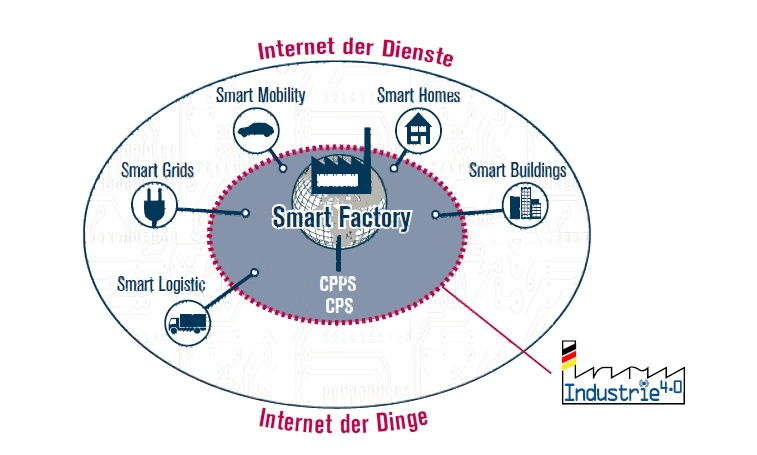 Internet der Dienste
Smart Mobility
Smart Homes
Smart Grids
Smart Buildings
Smart Factory
Smart Logistic
CPPS
CPS
Industrie 4.0
Internet der Dinge